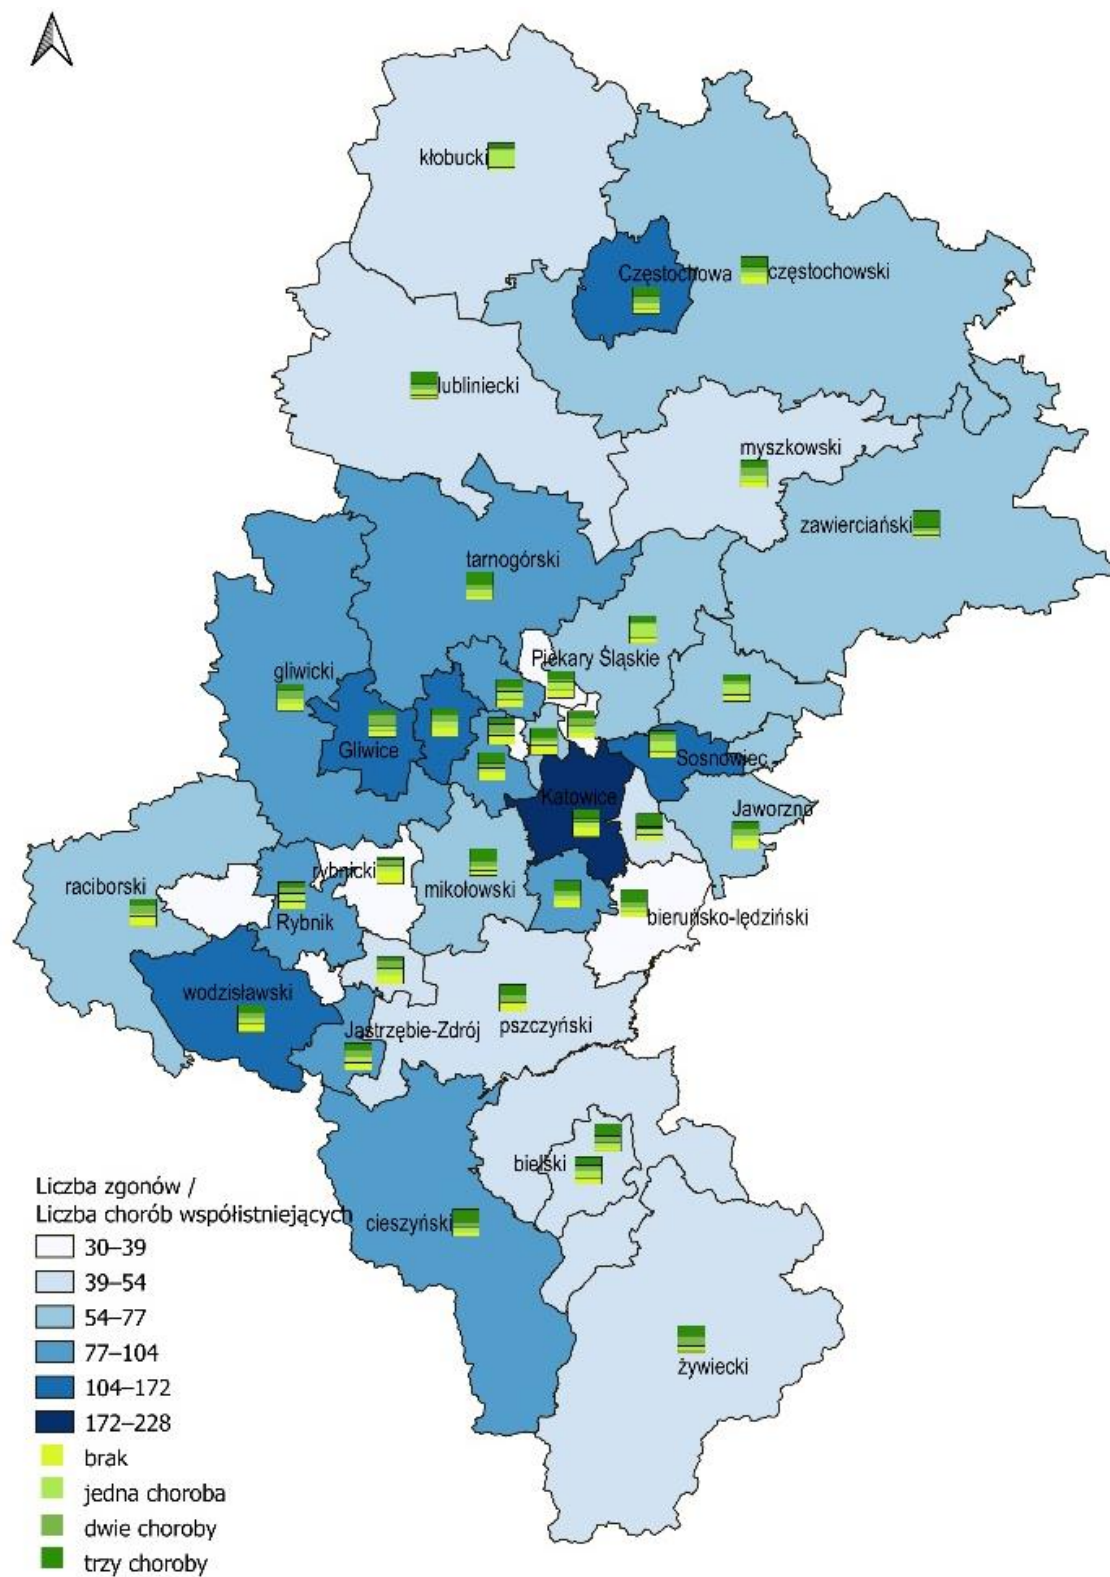 kłobucki
Częstochowa
częstochowski
lubliniecki
myszkowski
zawierciański
tarnogórski
Piekary Śląskie
gliwicki
Gliwice
Sosnowiec
Katowice
Jaworzno
rybnicki
mikołowski
raciborski
Rybnik
bieruńsko-lędziński
wodzisławski
Jastrzębie-Zdrój
pszczyński
bielski
cieszyński
żywiecki
Liczba zgonów /
Liczba chorób współistniejących
30–39
39–54
54–77
77–104
104–172
172–228
brak
jedna choroba
dwie choroby
trzy choroby